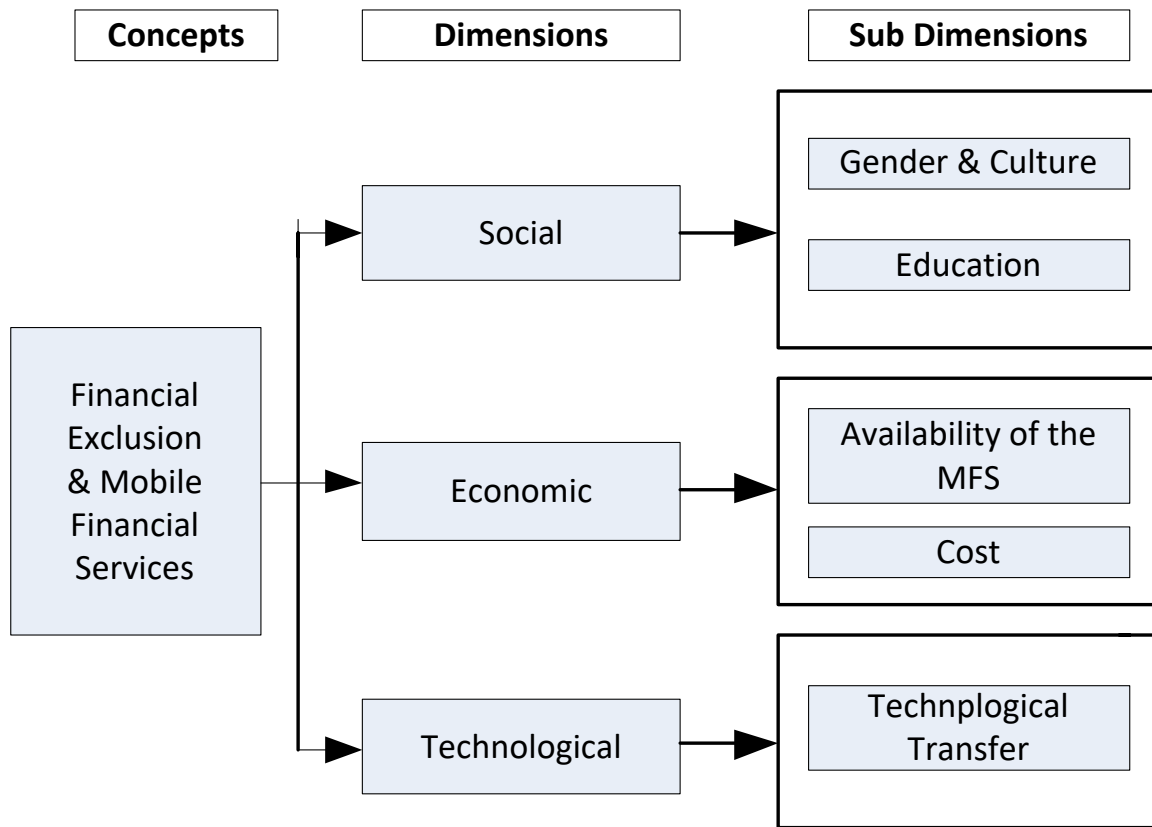 Concepts
Dimensions
Sub Dimensions
Financial
Exclusion
& Mobile
Financial
Services
Social
Economic
Technological
Gender & Culture
Education
Availability of the
MFS
Cost
Technplogical
Transfer